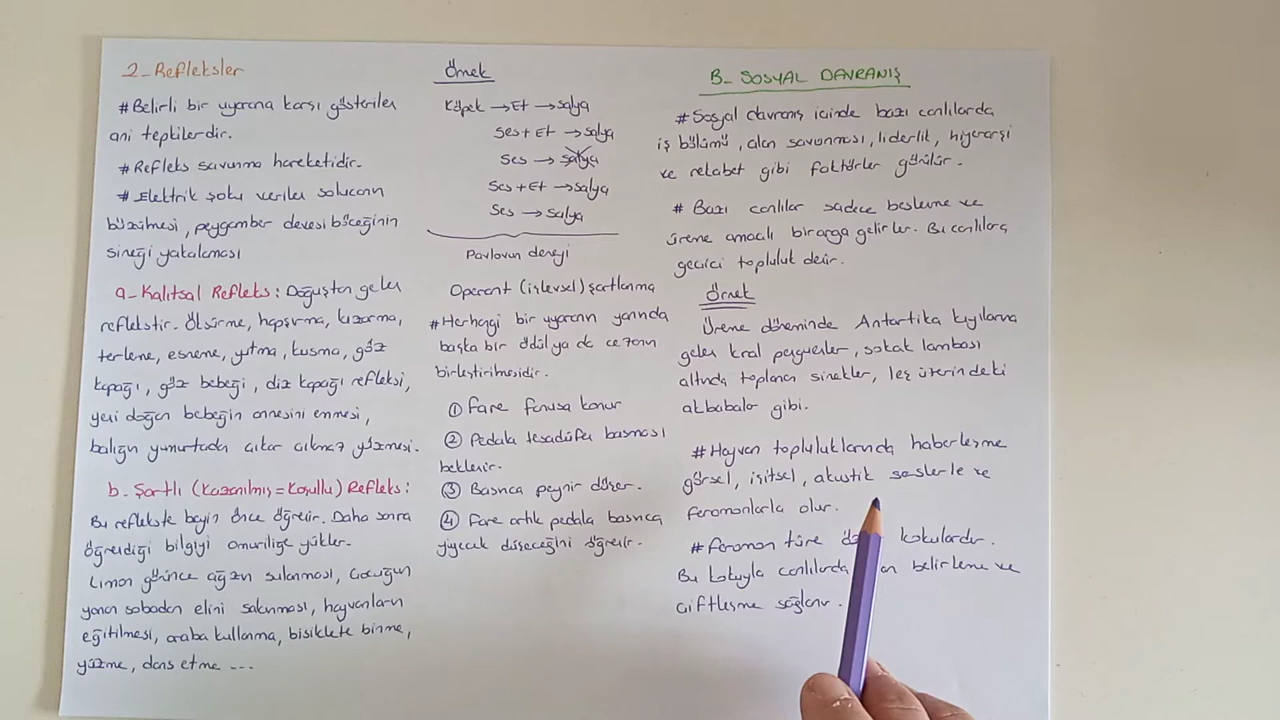 2_Refleksler
#Belirli bir uyarana karşı gösterilen
ani tepkilerdir.
#Refleks savunma hareketidir.
#Elektrik şoku verilen solucanın
büzülmesi, peygamber devesi böceğinin
sineği yakalaması
a_Kalıtsal Refleks: Doğuştan gelen
reflekstir. Öksürme, hapşırma, kızarma,
terleme, esneme, yutma, kusma, göz
kapağı, göz bebeği, diz kapağı refleksi,
yeni doğan bebeğin annesini emmesi,
balığın yumurtadan çıkar çıkmaz yüzmesi.
b_Şartlı (Kazanılmış=Koşullu) Refleks:
Bu reflekste beyin önce öğrenir. Daha sonra
öğrendiği bilgiyi omuriliğe yükler.
Limon görünce ağzın sulanması, çocuğun
yanan sobadan elini sakınması, hayvanların
eğitilmesi, araba kullanma, bisiklete binme,
yüzme, dans etme ---
Örnek
Köpek → Et → salya
Ses + Et → salya
Ses → salya
Ses + Et → salya
Ses → salya
Pavlovun deneyi
Operant (işlevsel) şartlanma
#Herhangi bir uyaranın yanında
başka bir ödül ya da cezanın
birleştirilmesidir.
① Fare fanusa konur
② Pedala tesadüfen basması
beklenir.
③ Basınca peynir düşer.
④ Fare artık pedala basınca
yiyecek düşeceğini öğrenir.
B_ SOSYAL DAVRANIŞ
#Sosyal davranış içinde bazı canlılarda
iş bölümü, alan savunması, liderlik, hiyerarşi
ve rekabet gibi faktörler görülür.
# Bazı canlılar sadece beslenme ve
üreme amaçlı bir araya gelirler. Bu canlılara
geçici topluluk denir.
Örnek
Üreme döneminde Antartika kıyılarına
gelen kral penguenler, sokak lambası
altında toplanan sinekler, leş üzerindeki
akbabalar gibi.
#Hayvan topluluklarında haberleşme
görsel, işitsel, akustik seslerle ve
feromonlarla olur.
#Feromon türe kokulardır.
Bu kokuyla canlılarda belirleme ve
çiftleşme sağlanır.